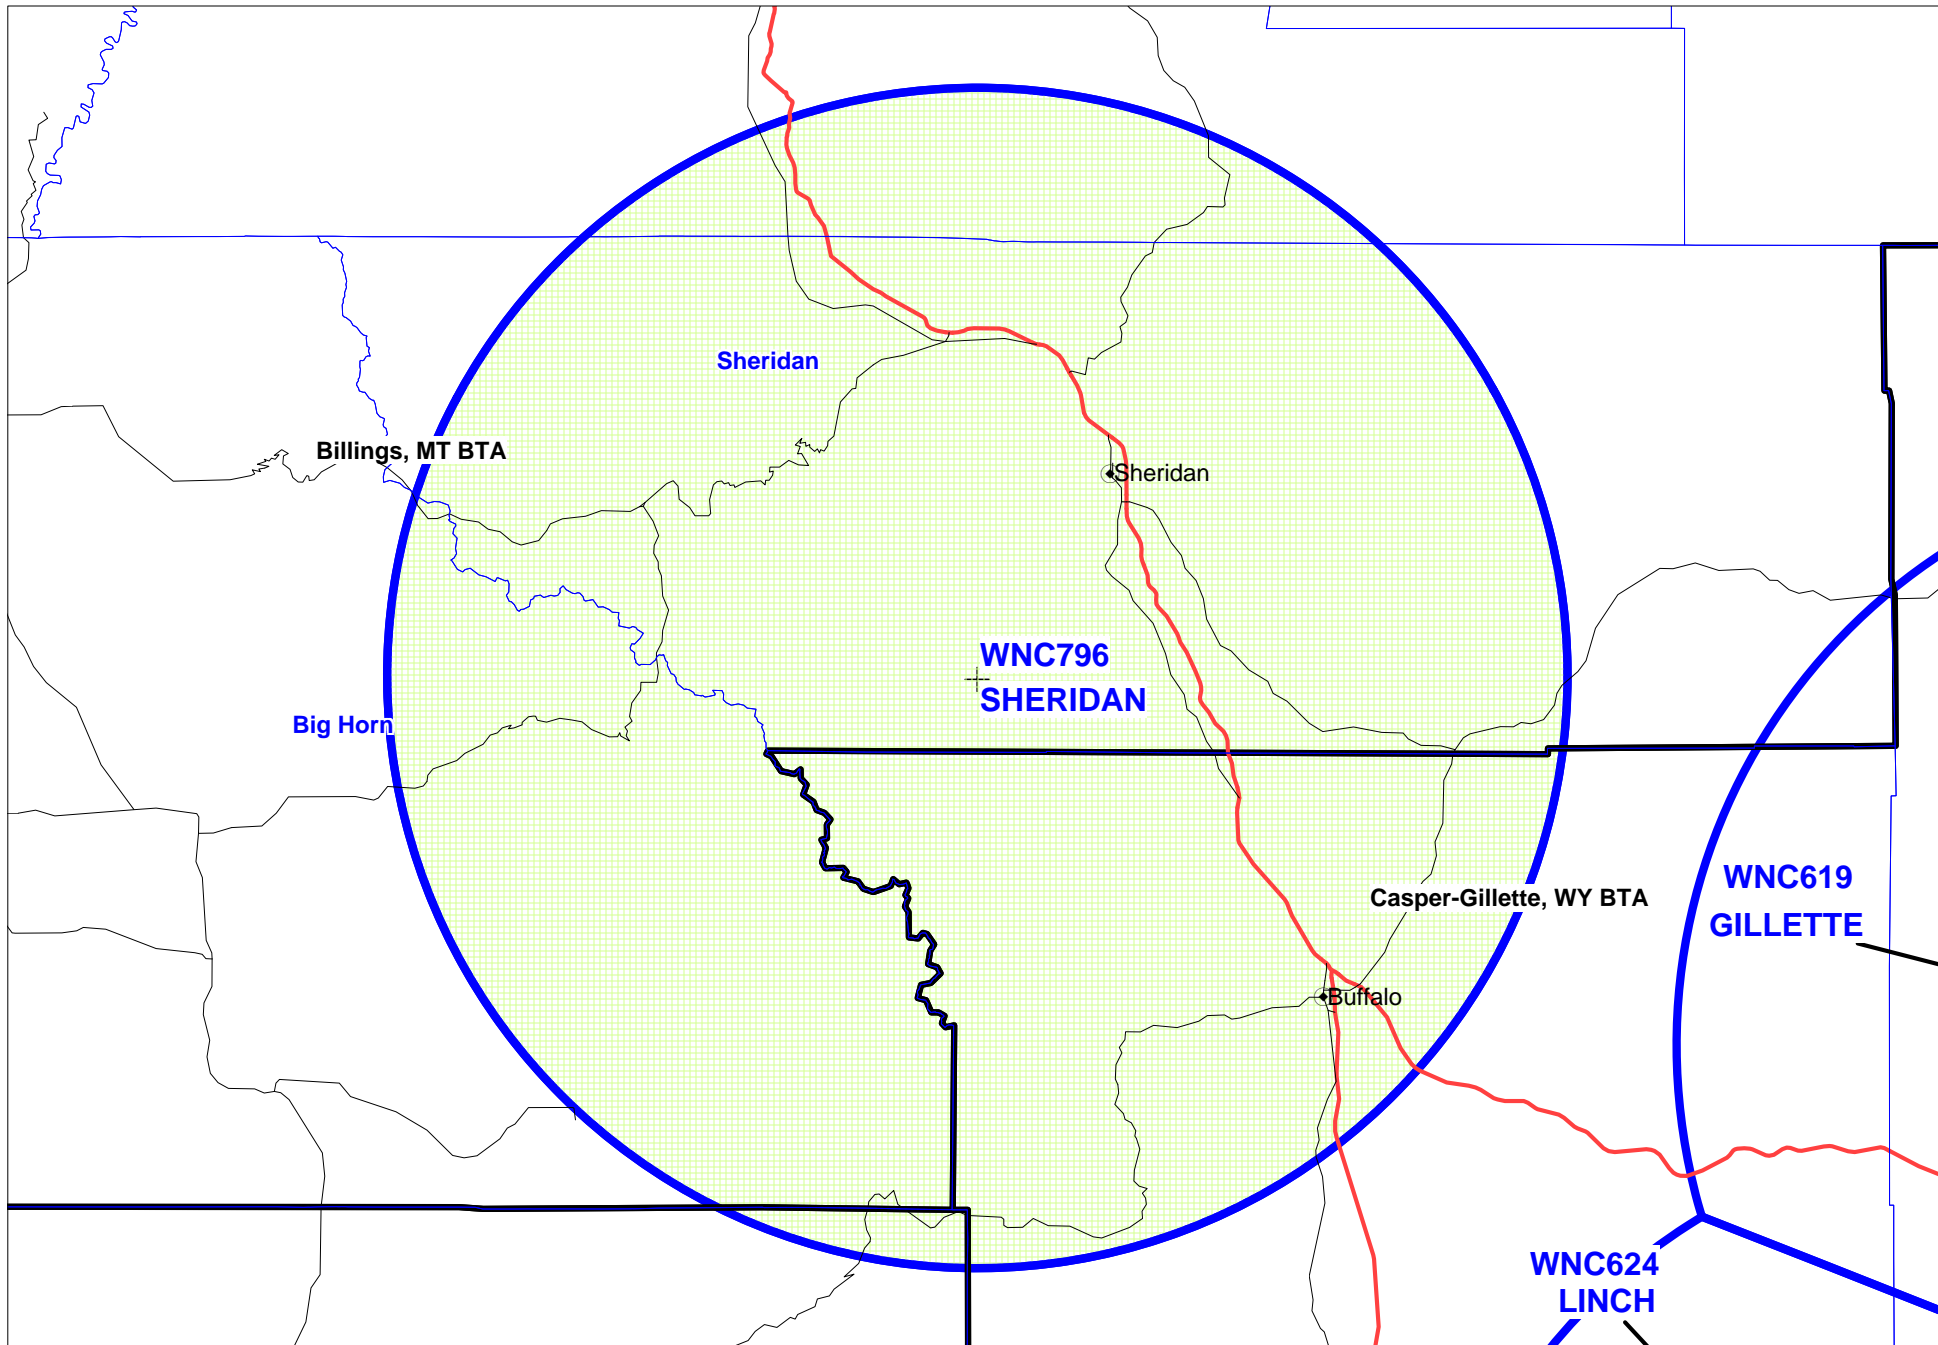 Sheridan
Billings, MT BTA
Sheridan
WNC796
SHERIDAN
Big Horn
WNC619
GILLETTE
Casper-Gillette, WY BTA
Buffalo
WNC624
LINCH